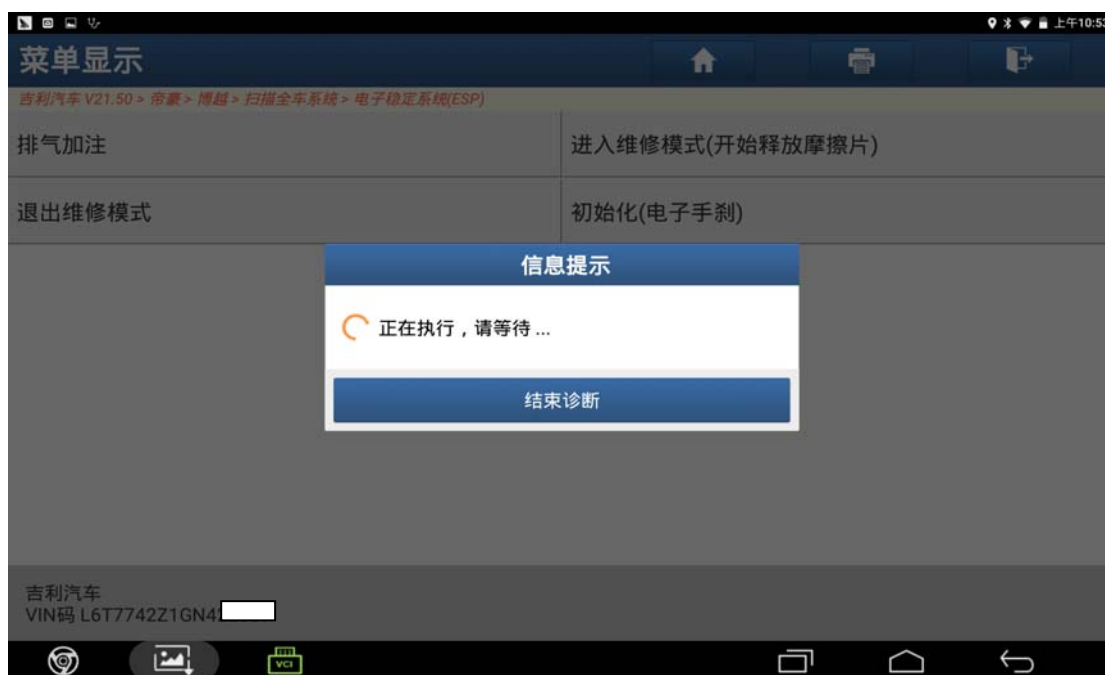 上午10:53
菜单显示
吉利汽车 V21.50 > 帝豪 > 博越 > 扫描全车系统 > 电子稳定系统(ESP)
排气加注
进入维修模式(开始释放摩擦片)
退出维修模式
初始化(电子手刹)
信息提示
正在执行，请等待 ...
结束诊断
吉利汽车
VIN码 L6T7742Z1GN4
VCI